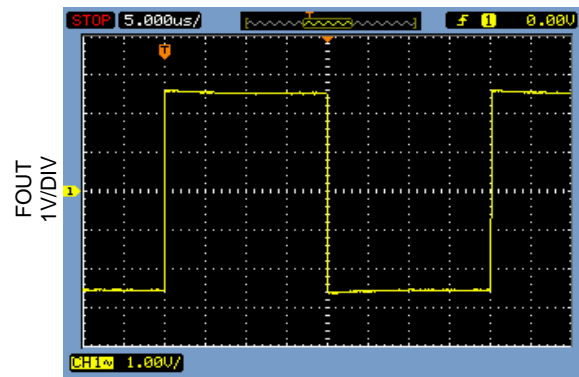 STOP 5.000us/ T 1 0.00V
T
FOUT
1V/DIV
1
CH1~ 1.00V/